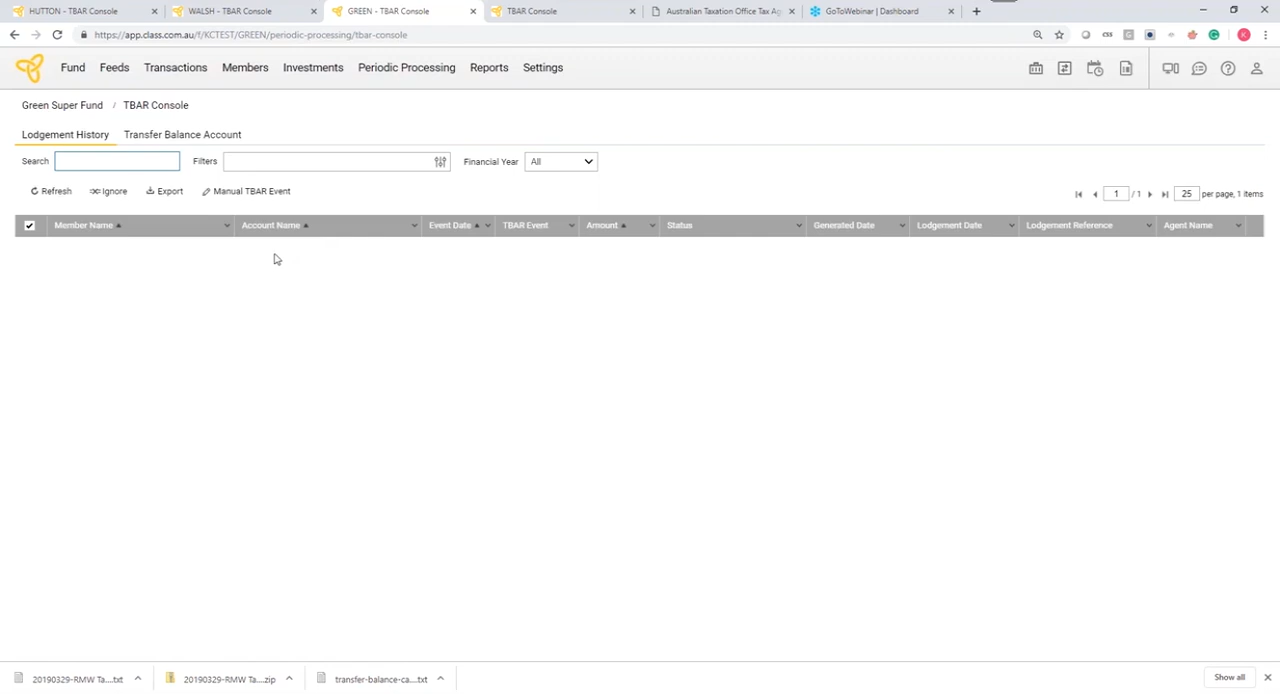 HUTTON - TBAR Console
WALSH - TBAR Console
GREEN - TBAR Console
TBAR Console
Australian Taxation Office Tax Ag
GoToWebinar | Dashboard
https://app.class.com.au/f/KCTEST/GREEN/periodic-processing/tbar-console
css
K
Fund Feeds Transactions Members Investments Periodic Processing Reports Settings
Green Super Fund / TBAR Console
Lodgement History Transfer Balance Account
Search Filters Financial Year All
Refresh Ignore Export Manual TBAR Event 1 / 1 25 per page, 1 items
Member Name Account Name Event Date TBAR Event Amount Status Generated Date Lodgement Date Lodgement Reference Agent Name
20190329-RMW Ta....txt 20190329-RMW Ta....zip transfer-balance-ca....txt Show all